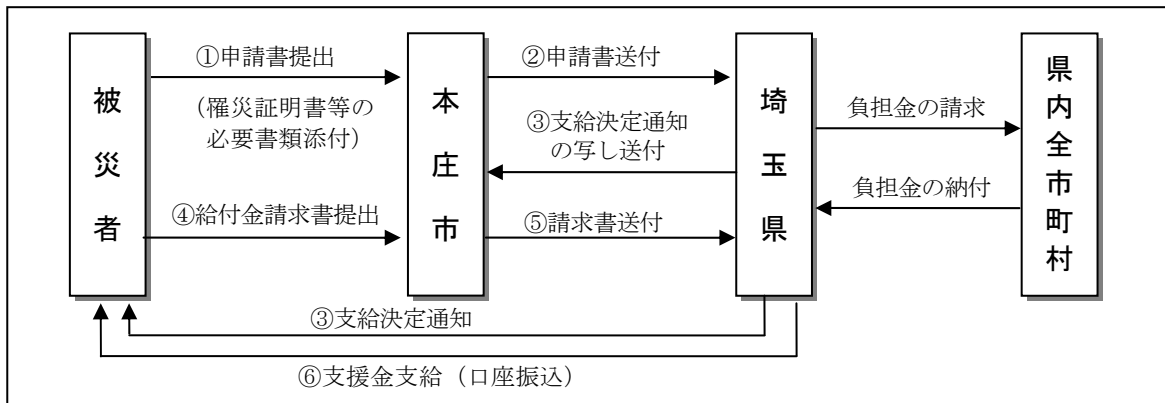 被災者
本庄市
埼玉県
県内全市町村
①申請書提出
（罹災証明書等の
必要書類添付）
②申請書送付
③支給決定通知
の写し送付
負担金の請求
負担金の納付
④給付金請求書提出
⑤請求書送付
③支給決定通知
⑥支援金支給（口座振込）